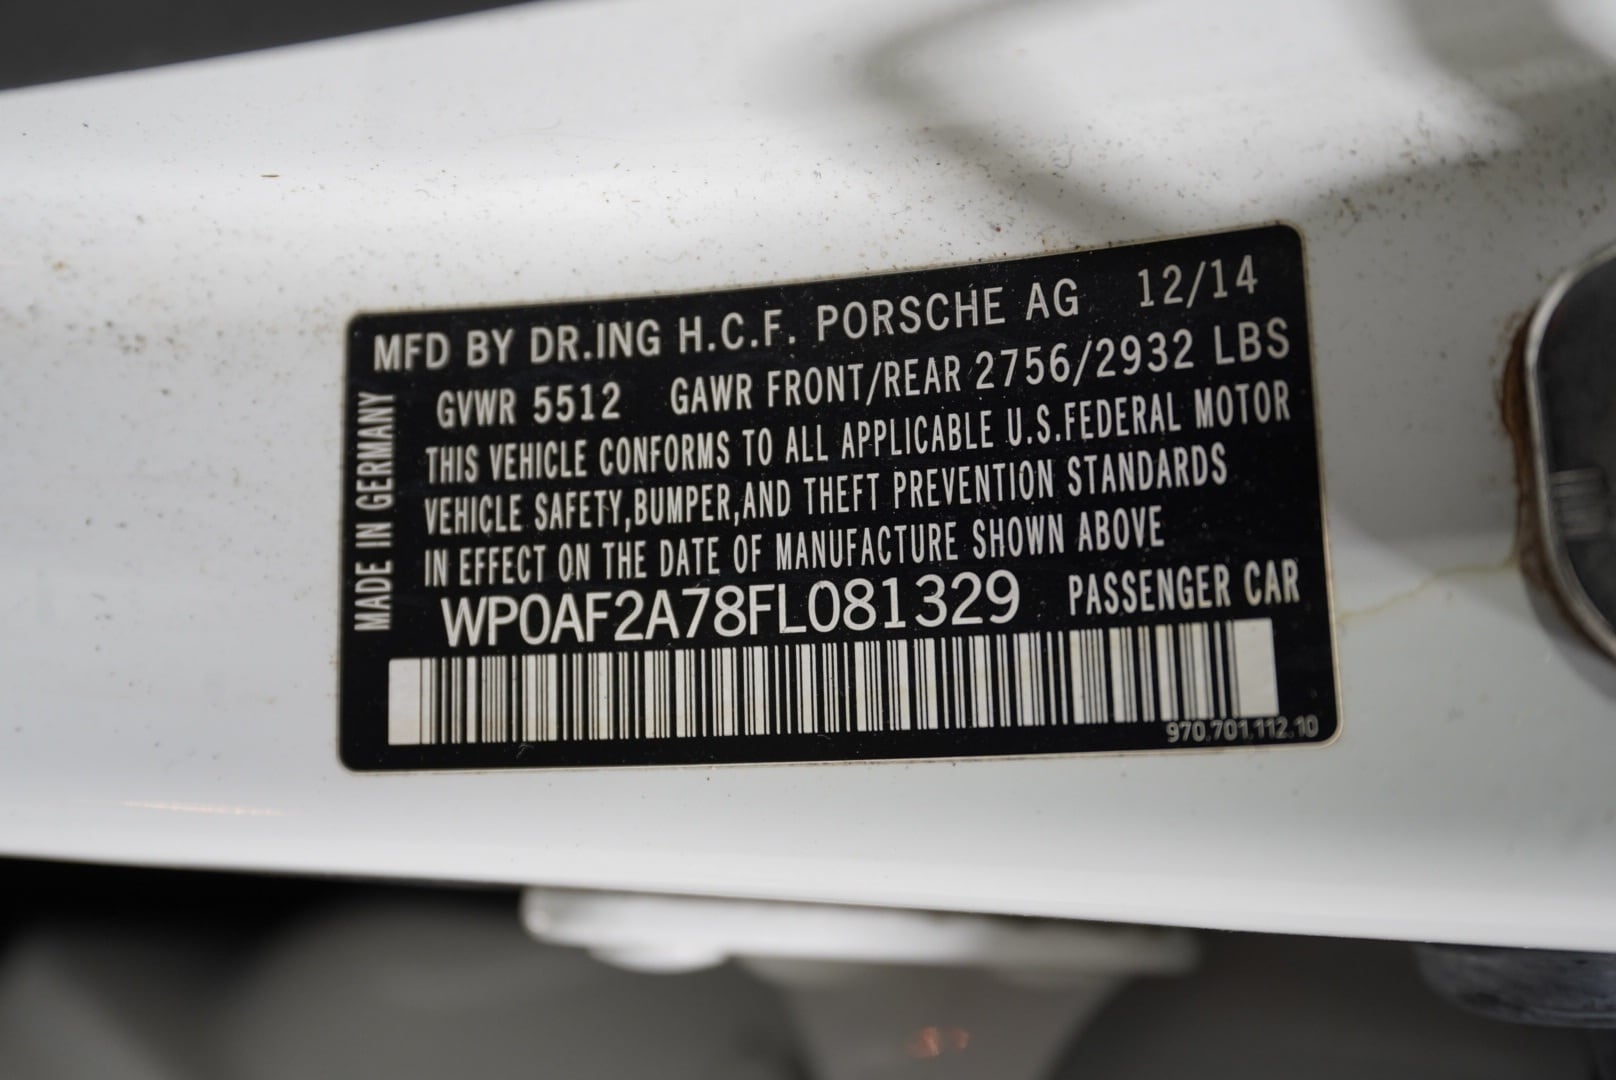 MFD BY DR.ING H.C.F. PORSCHE AG 12/14
GVWR 5512 GAWR FRONT/REAR 2756/2932 LBS
THIS VEHICLE CONFORMS TO ALL APPLICABLE U.S.FEDERAL MOTOR
VEHICLE SAFETY,BUMPER,AND THEFT PREVENTION STANDARDS
IN EFFECT ON THE DATE OF MANUFACTURE SHOWN ABOVE
WP0AF2A78FL081329 PASSENGER CAR
970.701.112.10
MADE IN GERMANY